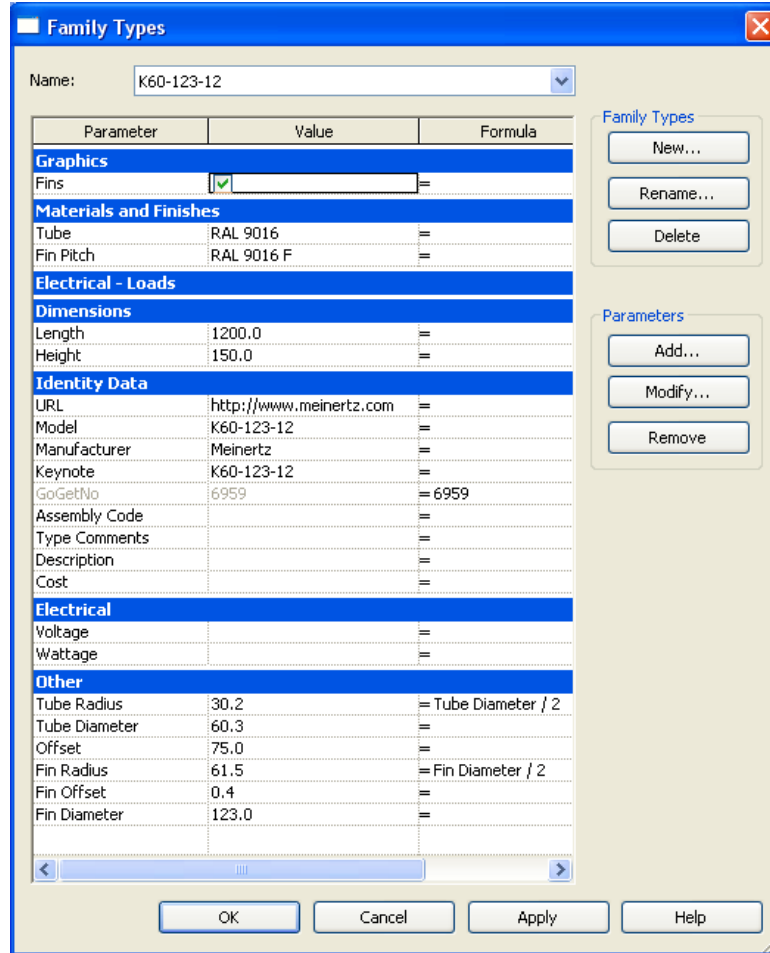 Family Types
Name: K60-123-12
Parameter Value Formula
Graphics
Fins =
Materials and Finishes
Tube RAL 9016 =
Fin Pitch RAL 9016 F =
Electrical - Loads
Dimensions
Length 1200.0 =
Height 150.0 =
Identity Data
URL http://www.meinertz.com =
Model K60-123-12 =
Manufacturer Meinertz =
Keynote K60-123-12 =
GoGetNo 6959 = 6959
Assembly Code =
Type Comments =
Description =
Cost =
Electrical
Voltage =
Wattage =
Other
Tube Radius 30.2 = Tube Diameter / 2
Tube Diameter 60.3 =
Offset 75.0 =
Fin Radius 61.5 = Fin Diameter / 2
Fin Offset 0.4 =
Fin Diameter 123.0 =
Family Types
New...
Rename...
Delete
Parameters
Add...
Modify...
Remove
OK Cancel Apply Help